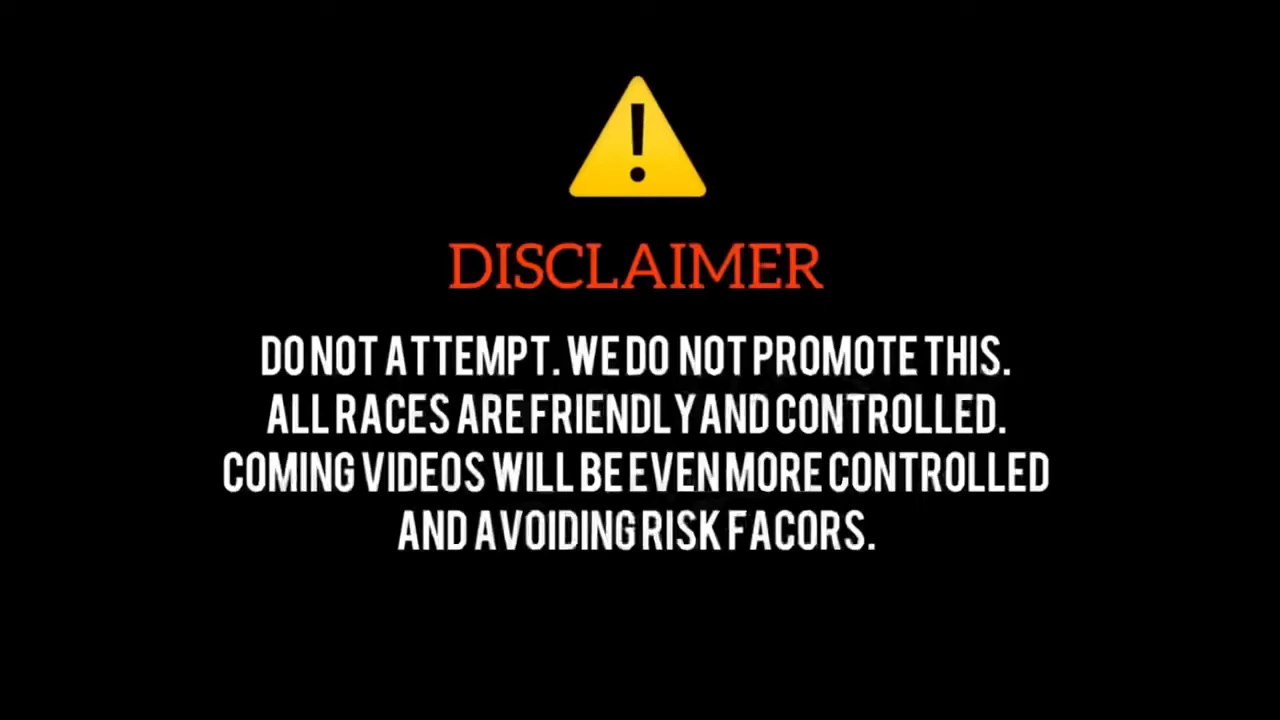 DISCLAIMER
DO NOT ATTEMPT. WE DO NOT PROMOTE THIS.
ALL RACES ARE FRIENDLY AND CONTROLLED.
COMING VIDEOS WILL BE EVEN MORE CONTROLLED
AND AVOIDING RISK FACORS.